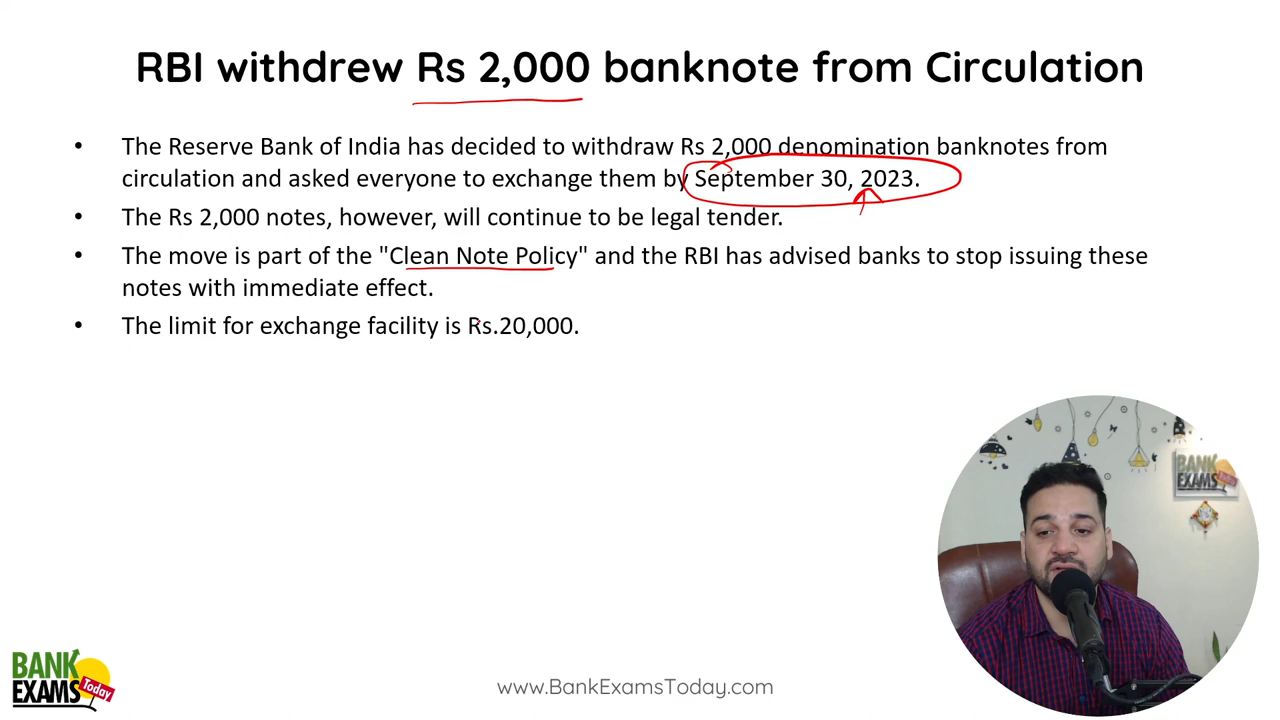 RBI withdrew Rs 2,000 banknote from Circulation
• The Reserve Bank of India has decided to withdraw Rs 2,000 denomination banknotes from
circulation and asked everyone to exchange them by September 30, 2023.
• The Rs 2,000 notes, however, will continue to be legal tender.
• The move is part of the "Clean Note Policy" and the RBI has advised banks to stop issuing these
notes with immediate effect.
• The limit for exchange facility is Rs.20,000.
BANK
EXAMS
Today
BANK
EXAMS
Today
www.BankExamsToday.com